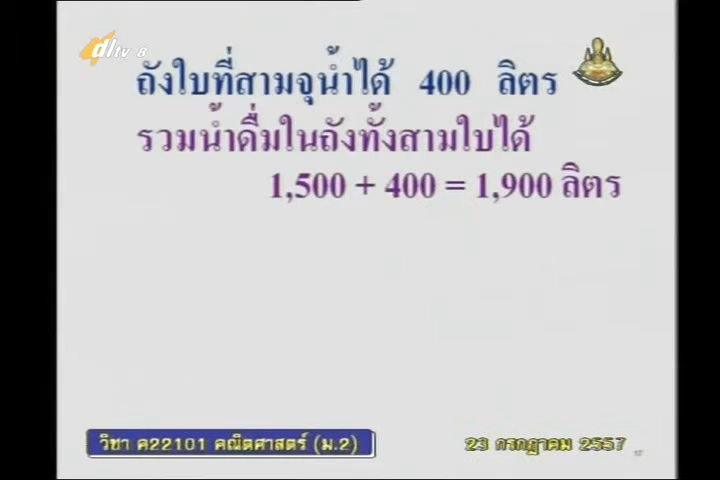 dltv 8
ถังใบที่สามจุน้ำได้ 400 ลิตร
รวมน้ำดื่มในถังทั้งสามใบได้
1,500 + 400 = 1,900 ลิตร
วิชา ค22101 คณิตศาสตร์ (ม.2)
23 กรกฎาคม 2557
17